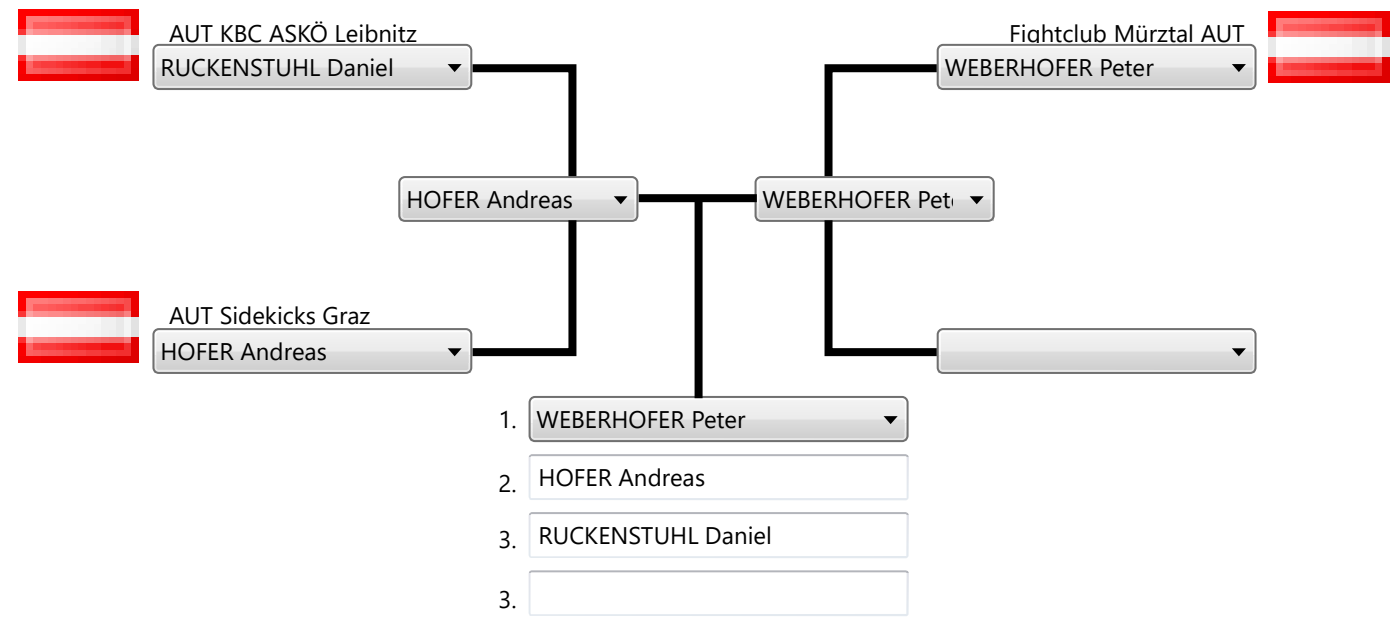 AUT KBC ASKÖ Leibnitz
Fightclub Mürztal AUT
RUCKENSTUHL Daniel
WEBERHOFER Peter
HOFER Andreas
WEBERHOFER Pete
AUT Sidekicks Graz
HOFER Andreas
1. WEBERHOFER Peter
2. HOFER Andreas
3. RUCKENSTUHL Daniel
3.